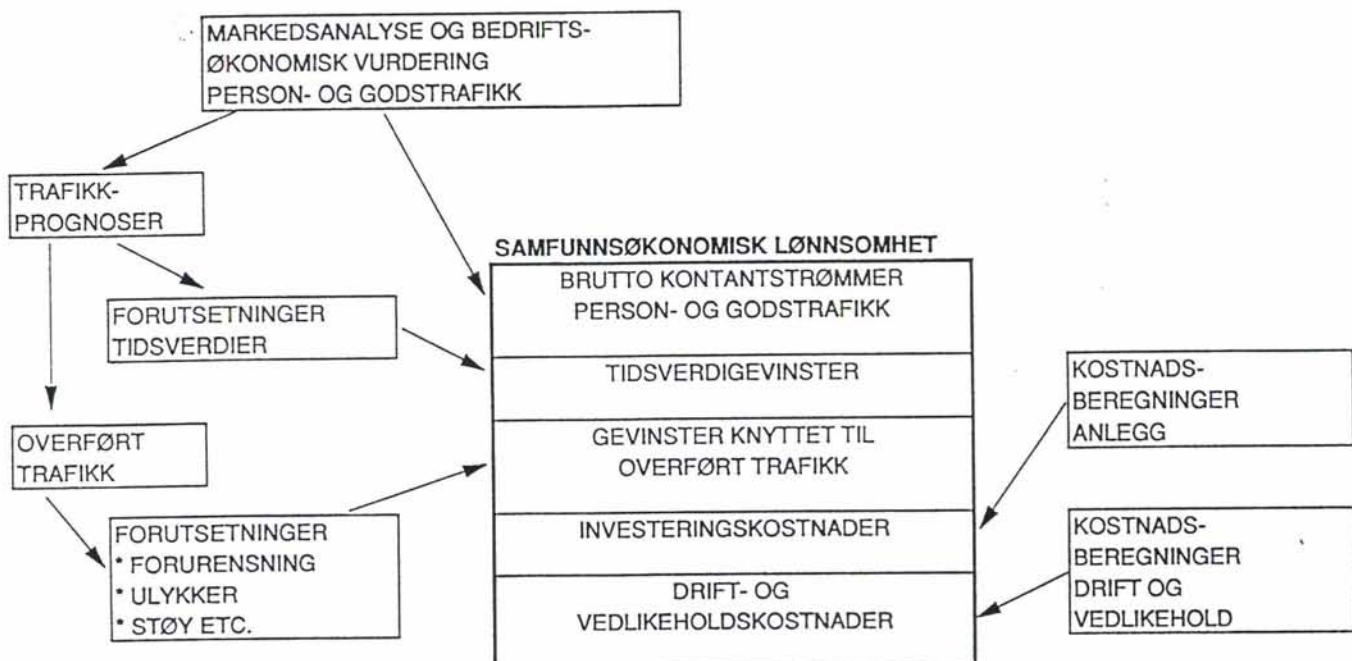 MARKEDSANALYSE OG BEDRIFTS-
ØKONOMISK VURDERING
PERSON- OG GODSTRAFIKK
TRAFIKK-
PROGNOSER
FORUTSETNINGER
TIDSVERDIER
OVERFØRT
TRAFIKK
FORUTSETNINGER
* FORURENSNING
* ULYKKER
* STØY ETC.
SAMFUNNSØKONOMISK LØNNSOMHET
BRUTTO KONTANTSTRØMMER
PERSON- OG GODSTRAFIKK
TIDSVERDIGEVINSTER
GEVINSTER KNYTTET TIL
OVERFØRT TRAFIKK
INVESTERINGSKOSTNADER
DRIFT- OG
VEDLIKEHOLDSKOSTNADER
KOSTNADS-
BEREGNINGER
ANLEGG
KOSTNADS-
BEREGNINGER
DRIFT OG
VEDLIKEHOLD